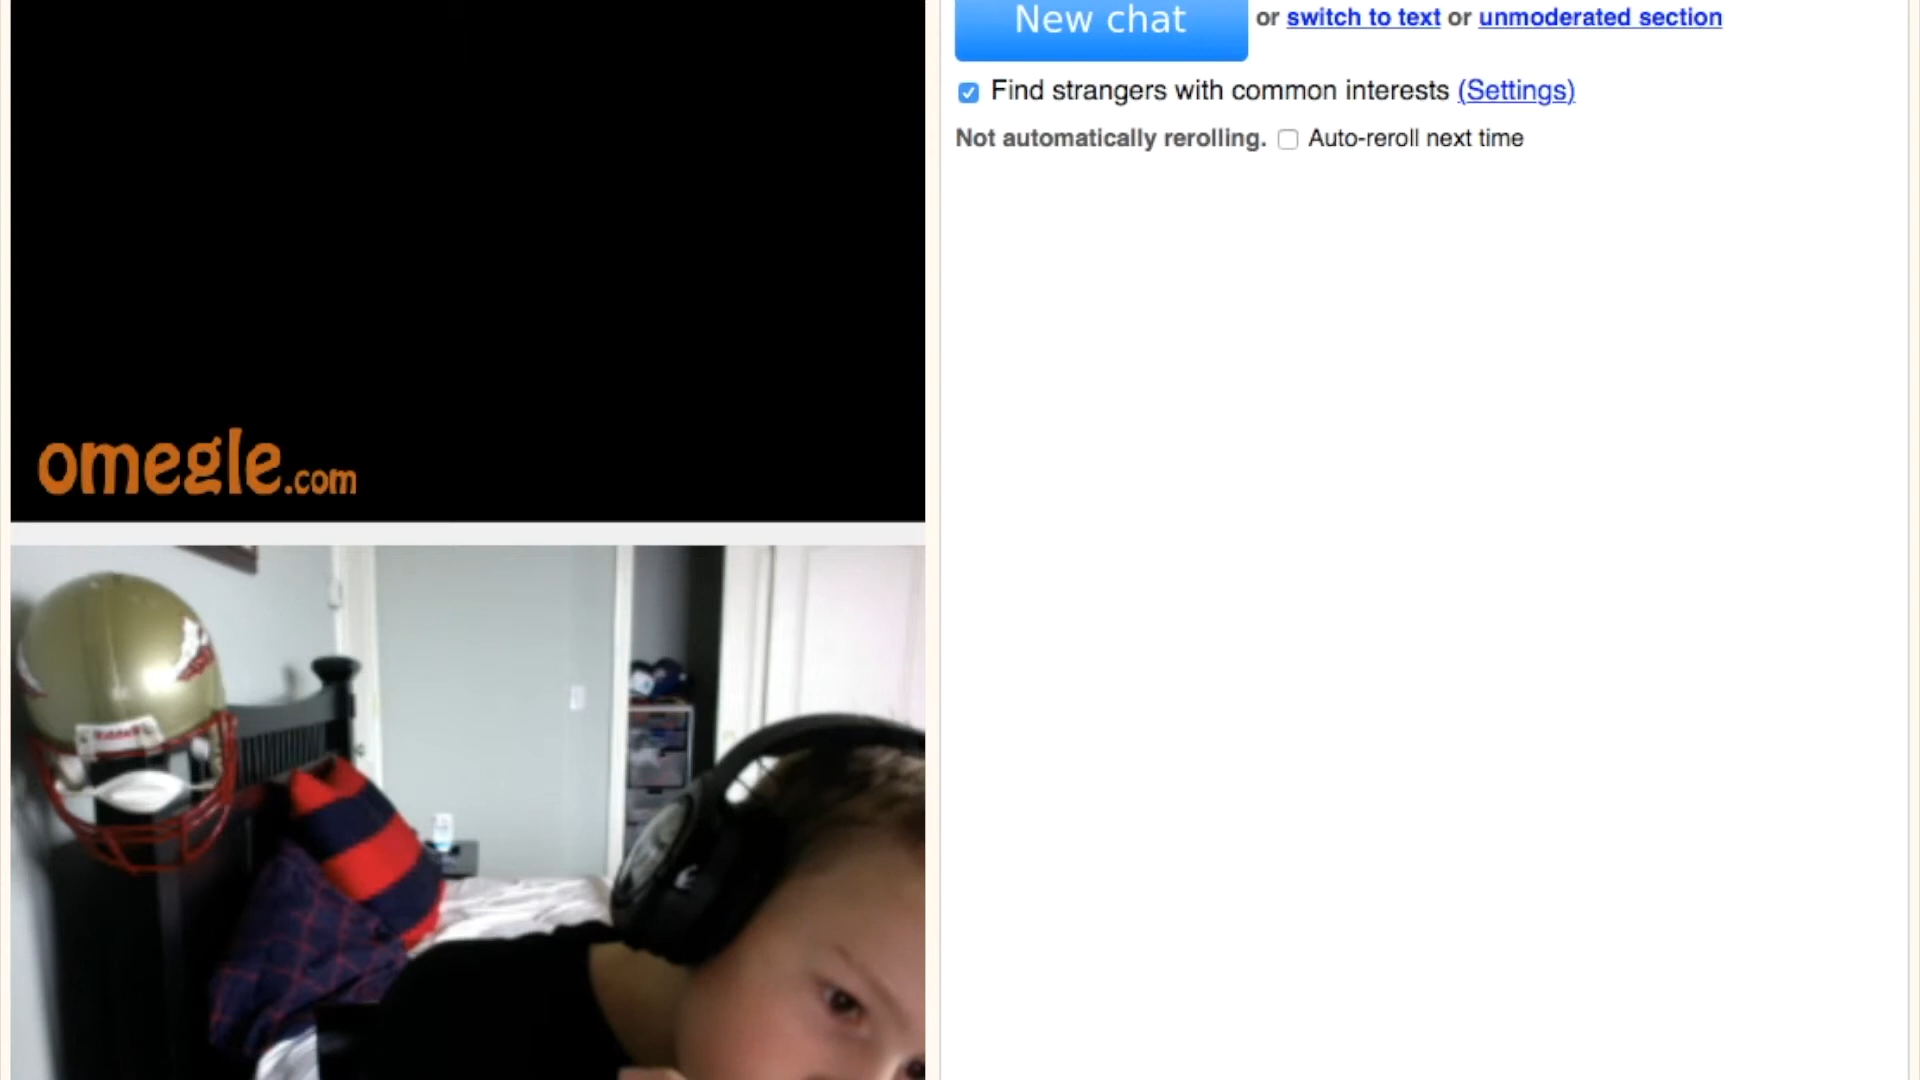 New chat or switch to text or unmoderated section
Find strangers with common interests (Settings)
Not automatically rerolling. Auto-reroll next time
omegle.com
Riddell